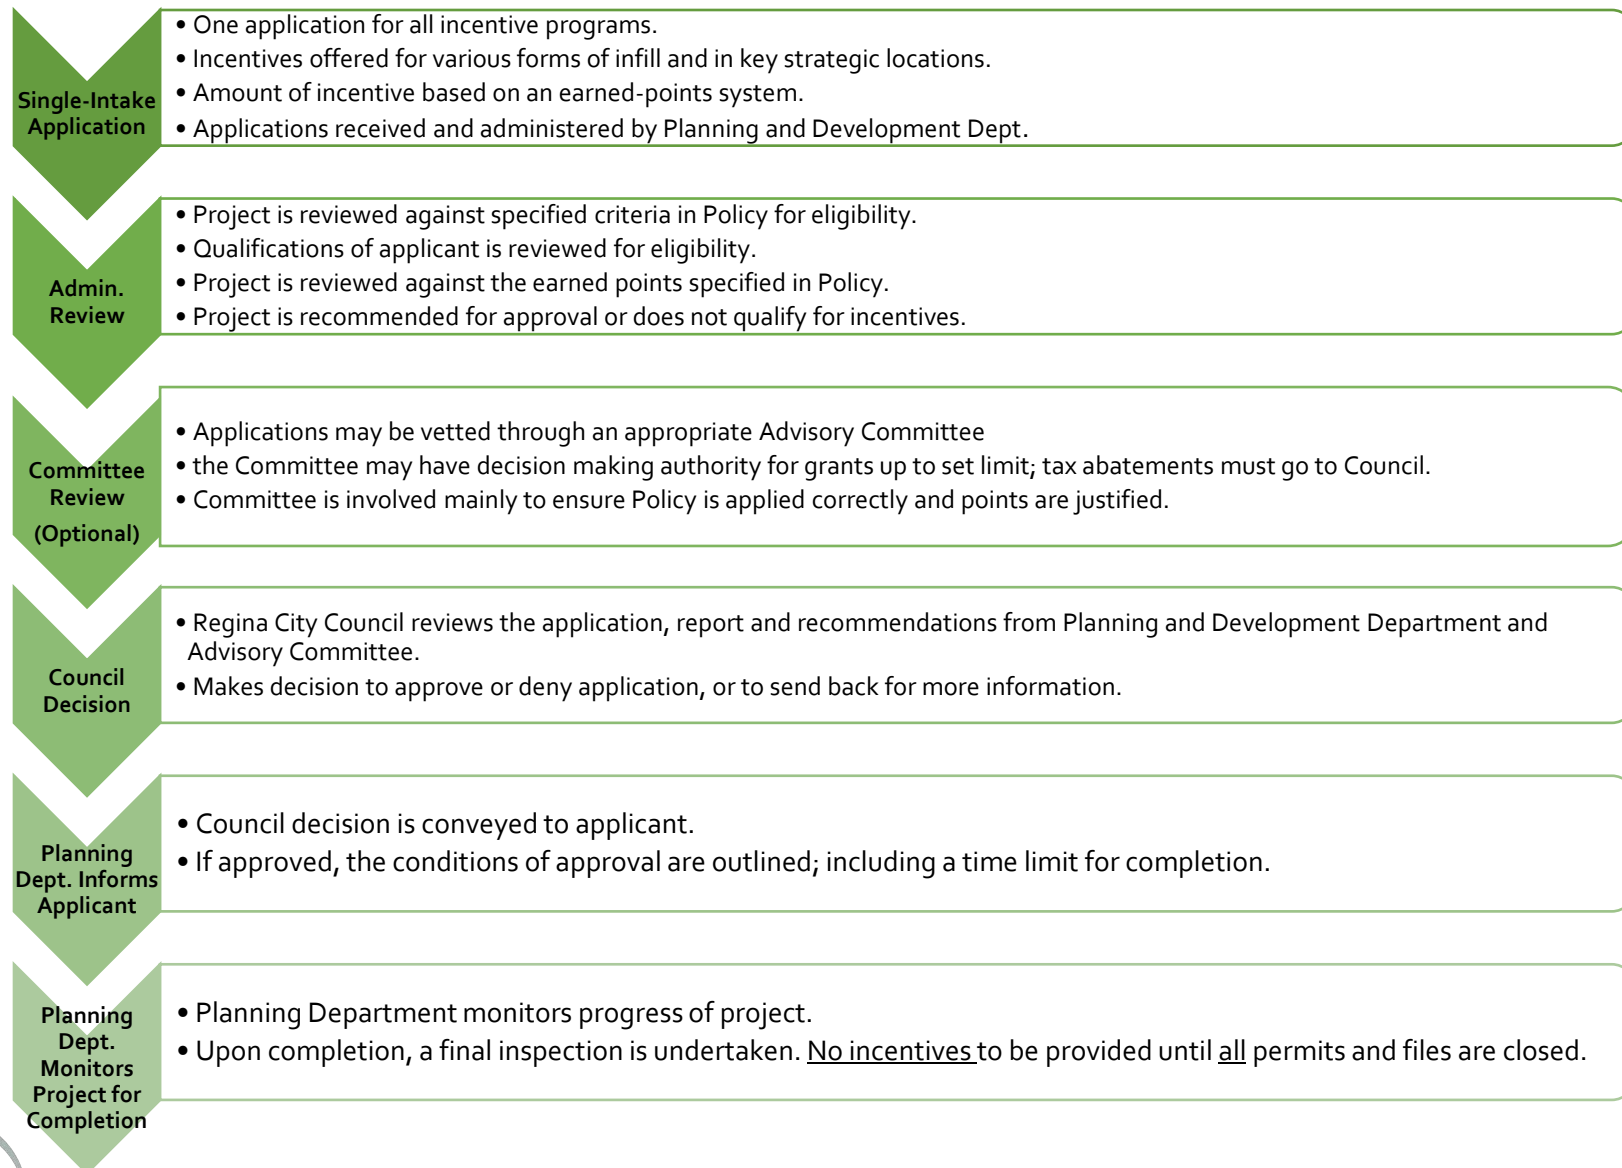 Single-Intake
Application
• One application for all incentive programs.
• Incentives offered for various forms of infill and in key strategic locations.
• Amount of incentive based on an earned-points system.
• Applications received and administered by Planning and Development Dept.
Admin.
Review
• Project is reviewed against specified criteria in Policy for eligibility.
• Qualifications of applicant is reviewed for eligibility.
• Project is reviewed against the earned points specified in Policy.
• Project is recommended for approval or does not qualify for incentives.
Committee
Review
(Optional)
• Applications may be vetted through an appropriate Advisory Committee
• the Committee may have decision making authority for grants up to set limit; tax abatements must go to Council.
• Committee is involved mainly to ensure Policy is applied correctly and points are justified.
Council
Decision
• Regina City Council reviews the application, report and recommendations from Planning and Development Department and
Advisory Committee.
• Makes decision to approve or deny application, or to send back for more information.
Planning
Dept. Informs
Applicant
• Council decision is conveyed to applicant.
• If approved, the conditions of approval are outlined; including a time limit for completion.
Planning
Dept.
Monitors
Project for
Completion
• Planning Department monitors progress of project.
• Upon completion, a final inspection is undertaken. No incentives to be provided until all permits and files are closed.